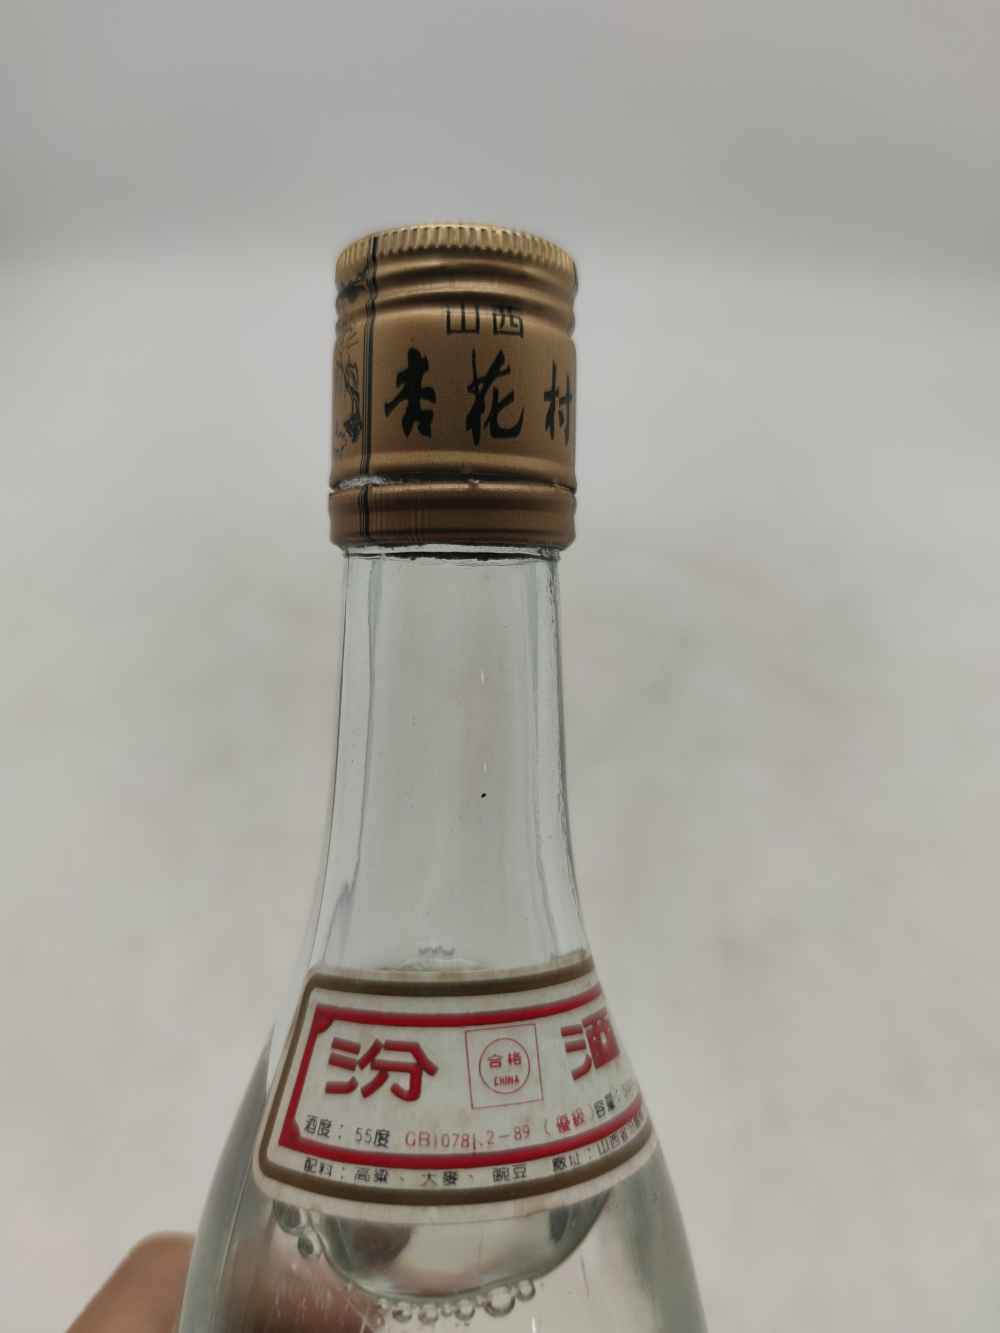 山西
杏花村
汾酒
合格
CHINA
酒度：55度 GB10781.2-89（優級）容量：
配料：高粱、大麥、豌豆 廠址：山西省